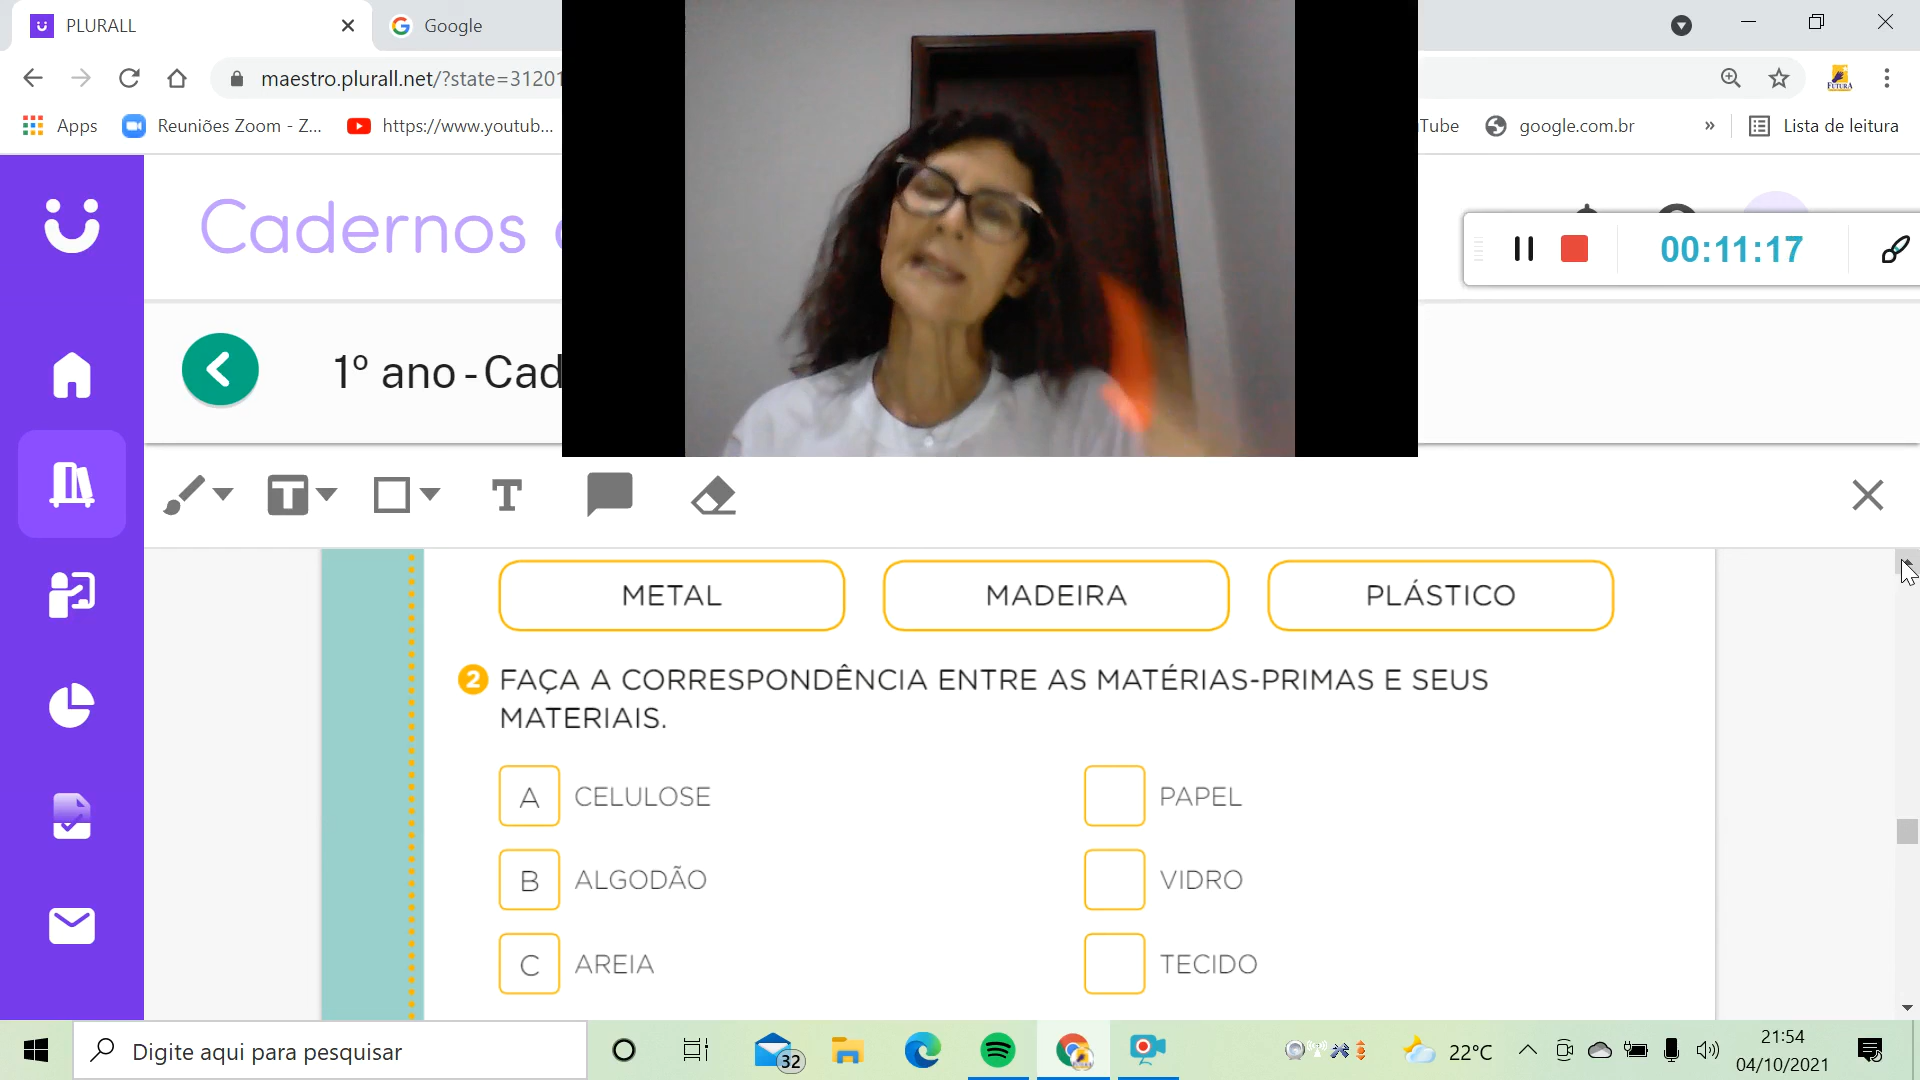 PLURALL
Google
maestro.plurall.net/?state=31201
Apps
Reuniões Zoom - Z...
https://www.youtub...
Tube
google.com.br
»
Lista de leitura
FUTURA
Cadernos
00:11:17
1º ano - Cad
T
T
METAL
MADEIRA
PLÁSTICO
2 FAÇA A CORRESPONDÊNCIA ENTRE AS MATÉRIAS-PRIMAS E SEUS
MATERIAIS.
A CELULOSE
PAPEL
B ALGODÃO
VIDRO
C AREIA
TECIDO
Digite aqui para pesquisar
32
22°C
21:54
04/10/2021